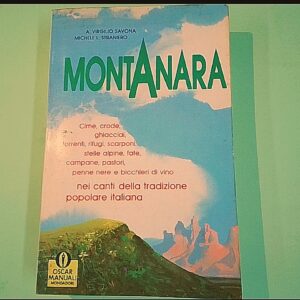 A. VIRGILIO SAVONA
MICHELE L. STRANIERO
MONTANARA
Cime, crode,
ghiacciai,
torrenti, rifugi, scarponi,
stelle alpine, fate,
campane, pastori,
penne nere e bicchieri di vino
nei canti della tradizione
popolare italiana
OSCAR
MANUALI
MONDADORI